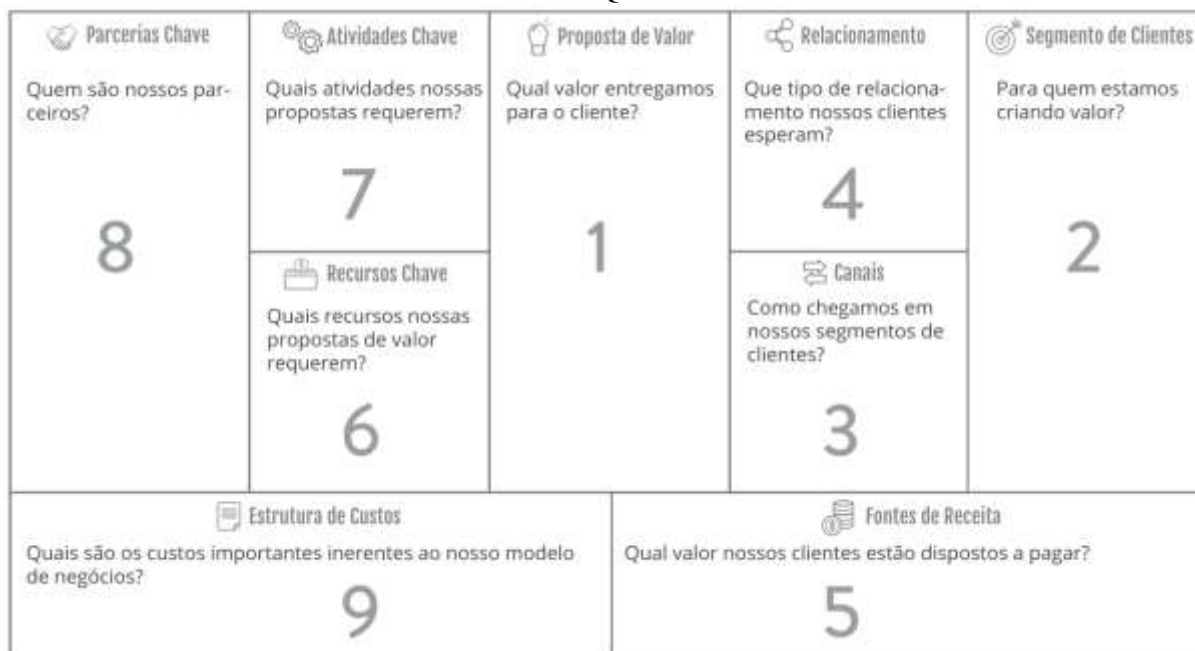 Parcerias Chave
Quem são nossos par-
ceiros?
8
Atividades Chave
Quais atividades nossas
propostas requerem?
7
Recursos Chave
Quais recursos nossas
propostas de valor
requerem?
6
Proposta de Valor
Qual valor entregamos
para o cliente?
1
Relacionamento
Que tipo de relaciona-
mento nossos clientes
esperam?
4
Canais
Como chegamos em
nossos segmentos de
clientes?
3
Segmento de Clientes
Para quem estamos
criando valor?
2
Estrutura de Custos
Quais são os custos importantes inerentes ao nosso modelo
de negócios?
9
Fontes de Receita
Qual valor nossos clientes estão dispostos a pagar?
5